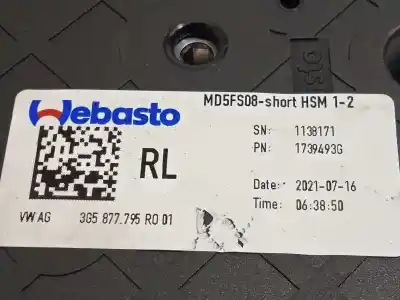 Webasto
MD5FS08-short HSM 1-2
SN: 1138171
PN: 1739493G
RL
Date: 2021-07-16
Time: 06:38:50
VW AG 3G5 877.795 RO 01